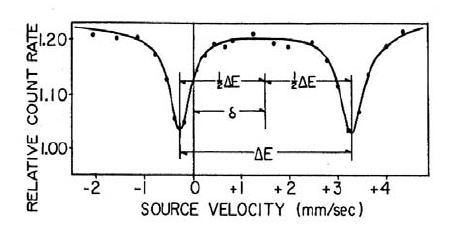 RELATIVE COUNT RATE
1.20
1.10
1.00
½ΔE
½ΔE
δ
ΔE
-2 -1 0 +1 +2 +3 +4
SOURCE VELOCITY (mm/sec)